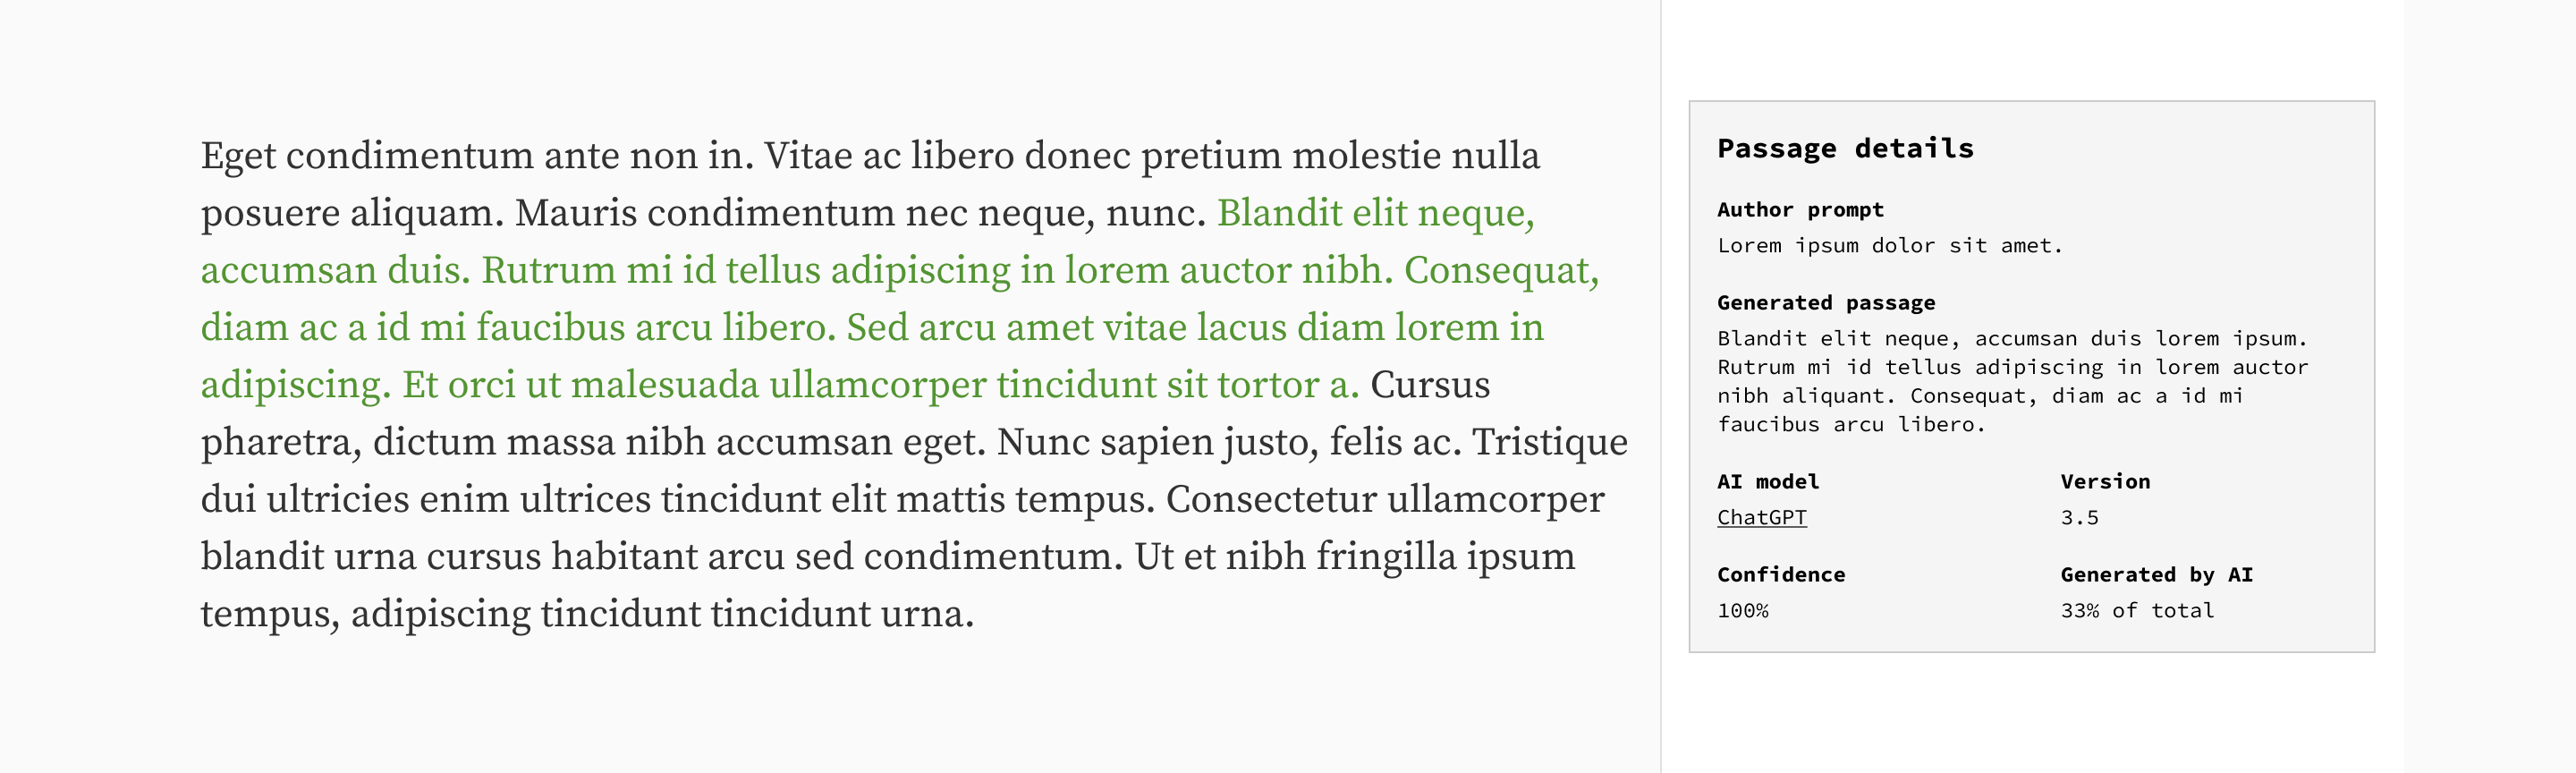 Eget condimentum ante non in. Vitae ac libero donec pretium molestie nulla
posuere aliquam. Mauris condimentum nec neque, nunc. Blandit elit neque,
accumsan duis. Rutrum mi id tellus adipiscing in lorem auctor nibh. Consequat,
diam ac a id mi faucibus arcu libero. Sed arcu amet vitae lacus diam lorem in
adipiscing. Et orci ut malesuada ullamcorper tincidunt sit tortor a. Cursus
pharetra, dictum massa nibh accumsan eget. Nunc sapien justo, felis ac. Tristique
dui ultricies enim ultrices tincidunt elit mattis tempus. Consectetur ullamcorper
blandit urna cursus habitant arcu sed condimentum. Ut et nibh fringilla ipsum
tempus, adipiscing tincidunt tincidunt urna.
Passage details
Author prompt
Lorem ipsum dolor sit amet.
Generated passage
Blandit elit neque, accumsan duis lorem ipsum.
Rutrum mi id tellus adipiscing in lorem auctor
nibh aliquant. Consequat, diam ac a id mi
faucibus arcu libero.
AI model
ChatGPT
Version
3.5
Confidence
100%
Generated by AI
33% of total